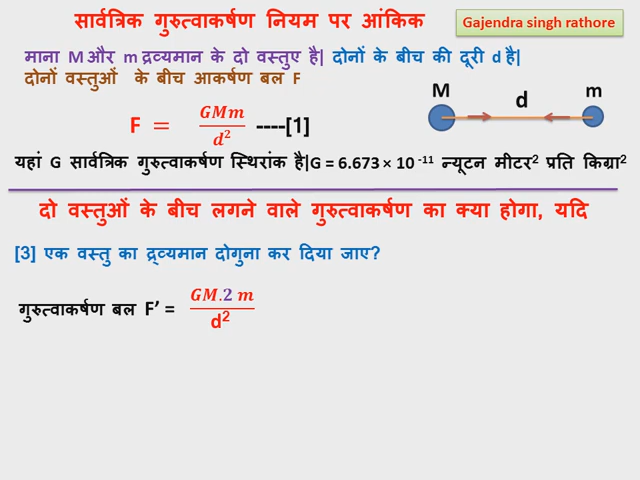 सार्वत्रिक गुरुत्वाकर्षण नियम पर आंकिक
Gajendra singh rathore
माना M और m द्रव्यमान के दो वस्तुए है| दोनों के बीच की दूरी d है|
दोनों वस्तुओं के बीच आकर्षण बल F
M d m
F = GMm/d² ----[1]
यहां G सार्वत्रिक गुरुत्वाकर्षण स्थिरांक है|G = 6.673 × 10 ⁻¹¹ न्यूटन मीटर² प्रति किग्रा²
दो वस्तुओं के बीच लगने वाले गुरुत्वाकर्षण का क्या होगा, यदि
[3] एक वस्तु का द्रव्यमान दोगुना कर दिया जाए?
गुरुत्वाकर्षण बल F’ = GM.2 m/d²